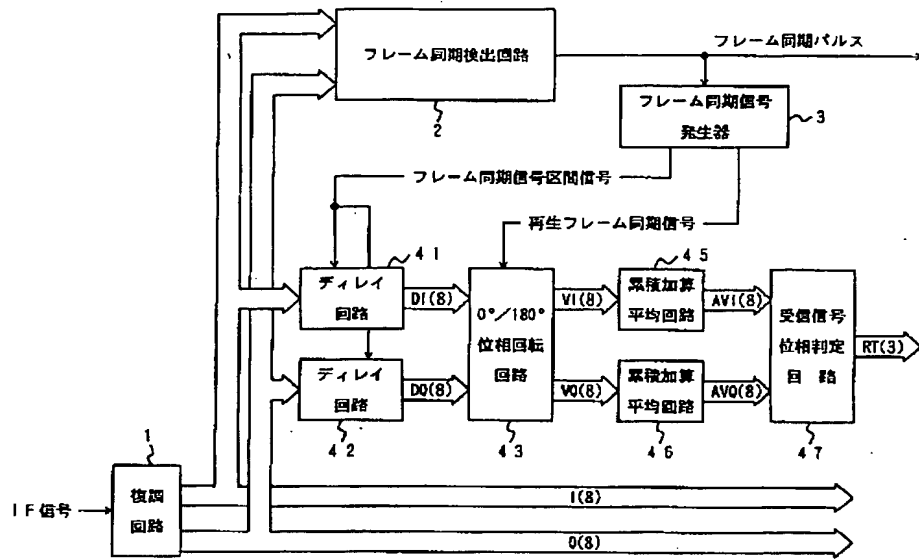 フレーム同期検出回路
2
フレーム同期パルス
フレーム同期信号
発生器
3
フレーム同期信号区間信号
再生フレーム同期信号
41
ディレイ
回路
DI(8)
ディレイ
回路
42
DQ(8)
0°/180°
位相回転
回路
43
VI(8)
VQ(8)
45
累積加算
平均回路
AVI(8)
累積加算
平均回路
46
AVQ(8)
受信信号
位相判定
回 路
47
RT(3)
1
IF信号
復調
回路
I(8)
Q(8)